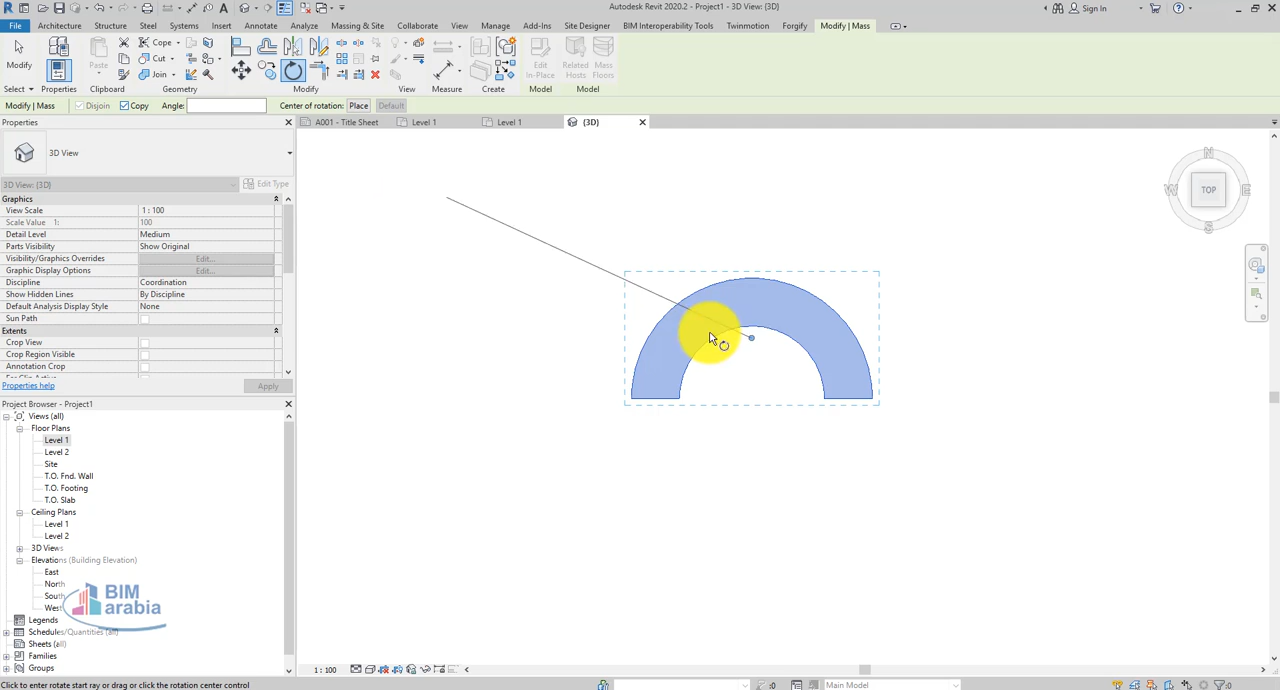 Autodesk Revit 2020.2 - Project1 - 3D View: {3D}
Sign In
File Architecture Structure Steel Systems Insert Annotate Analyze Massing & Site Collaborate View Manage Add-Ins Site Designer BIM Interoperability Tools Twinmotion Forgify Modify | Mass
Modify Paste Cope Cut Join Edit In-Place Related Hosts Mass Floors
Select Properties Clipboard Geometry Modify View Measure Create Model Model
Modify | Mass Disjoin Copy Angle: Center of rotation: Place Default
Properties
A001 - Title Sheet Level 1 Level 1 {3D}
3D View
3D View: {3D} Edit Type
Graphics
View Scale 1 : 100
Scale Value 1: 100
Detail Level Medium
Parts Visibility Show Original
Visibility/Graphics Overrides Edit...
Graphic Display Options Edit...
Discipline Coordination
Show Hidden Lines By Discipline
Default Analysis Display Style None
Sun Path
Extents
Crop View
Crop Region Visible
Annotation Crop
Properties help Apply
N
W TOP E
S
Project Browser - Project1
Views (all)
Floor Plans
Level 1
Level 2
Site
T.O. Fnd. Wall
T.O. Footing
T.O. Slab
Ceiling Plans
Level 1
Level 2
3D Views
Elevations (Building Elevation)
East
North
BIM
arabia
Legends
Schedules/Quantities (all)
Sheets (all)
Families
Groups
1 : 100
Click to enter rotate start ray or drag or click the rotation center control
:0 Main Model :0